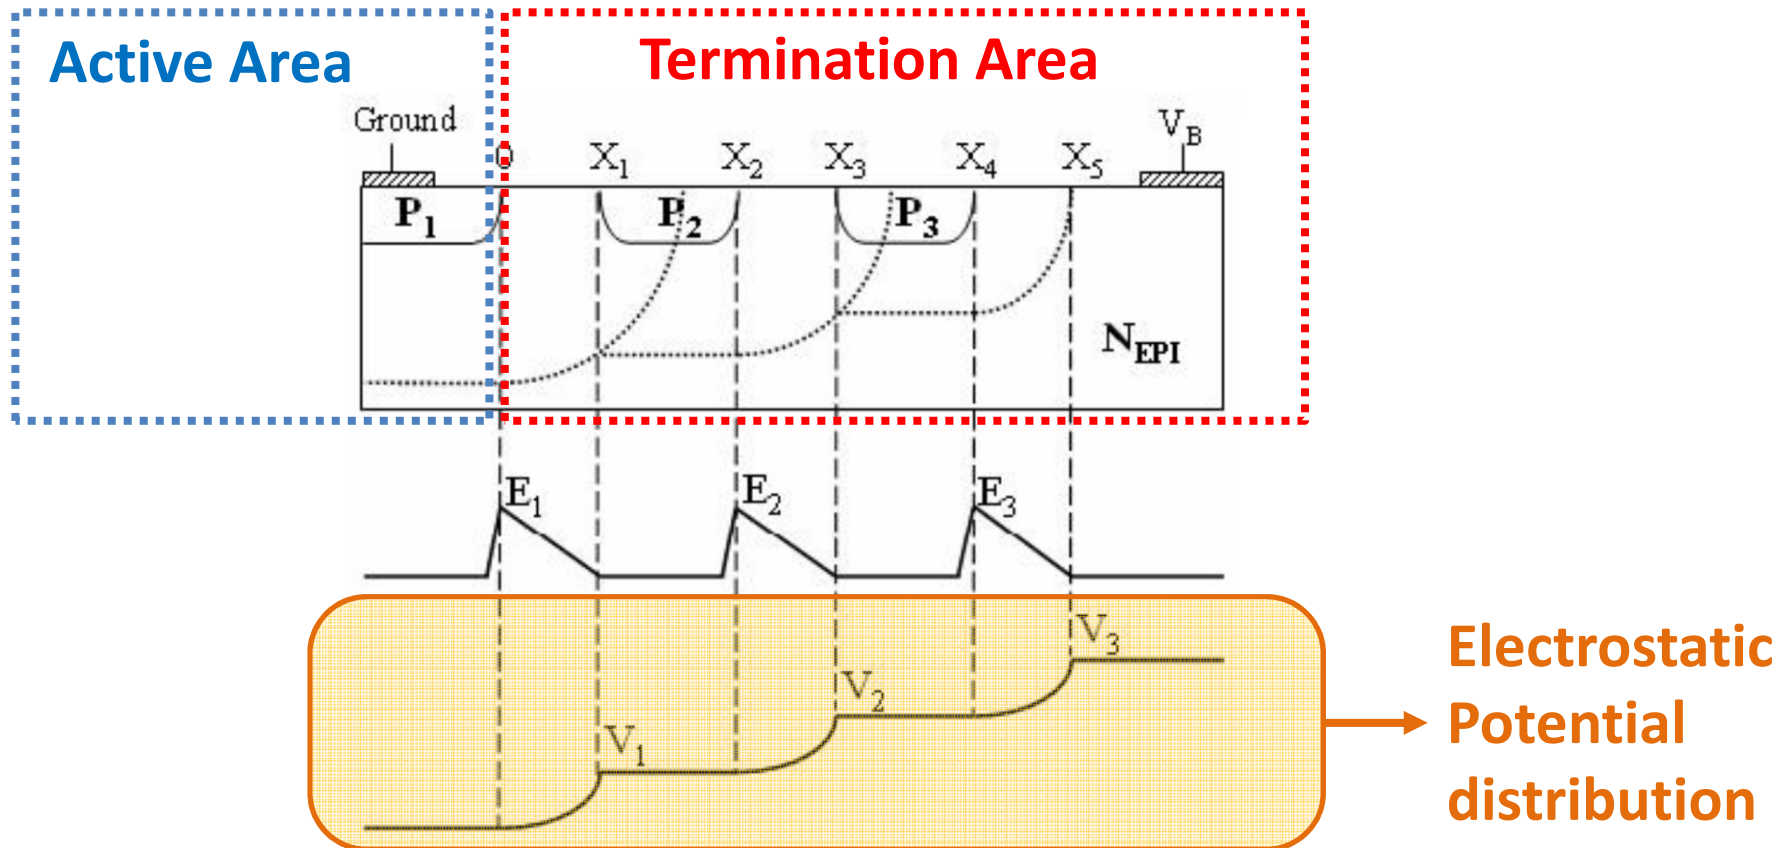 Active Area
Termination Area
Ground
V_B
0 X_1 X_2 X_3 X_4 X_5
P_1 P_2 P_3
N_EPI
E_1 E_2 E_3
V_3
V_2
V_1
Electrostatic
Potential
distribution